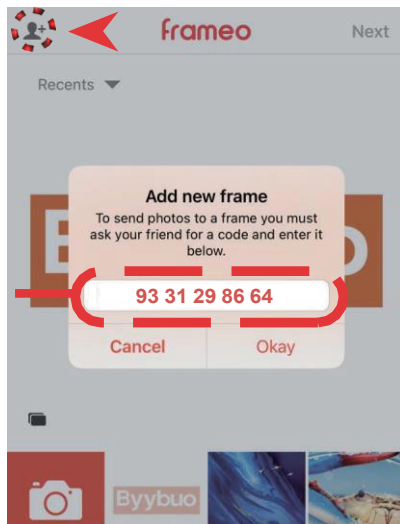 frameo
Next
Recents
Add new frame
To send photos to a frame you must
ask your friend for a code and enter it
below.
93 31 29 86 64
Cancel
Okay
Byybuo